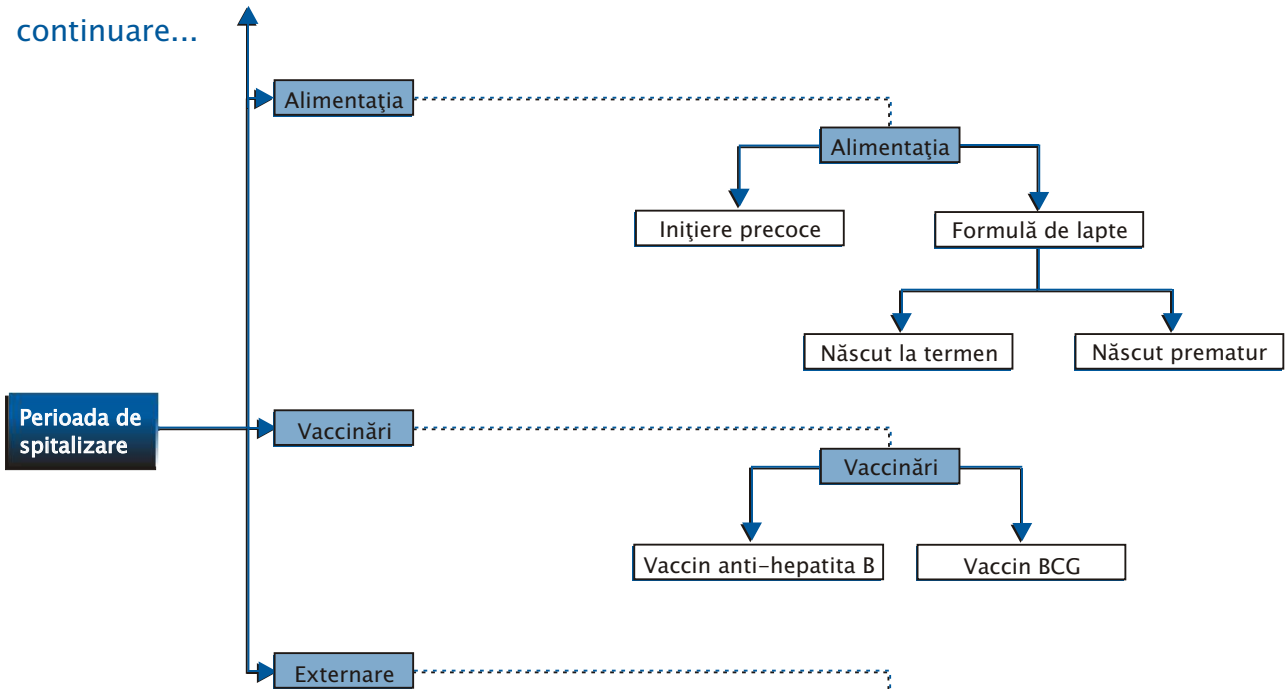 continuare...
Alimentaţia
Alimentaţia
Iniţiere precoce
Formulă de lapte
Născut la termen
Născut prematur
Perioada de
spitalizare
Vaccinări
Vaccinări
Vaccin anti-hepatita B
Vaccin BCG
Externare